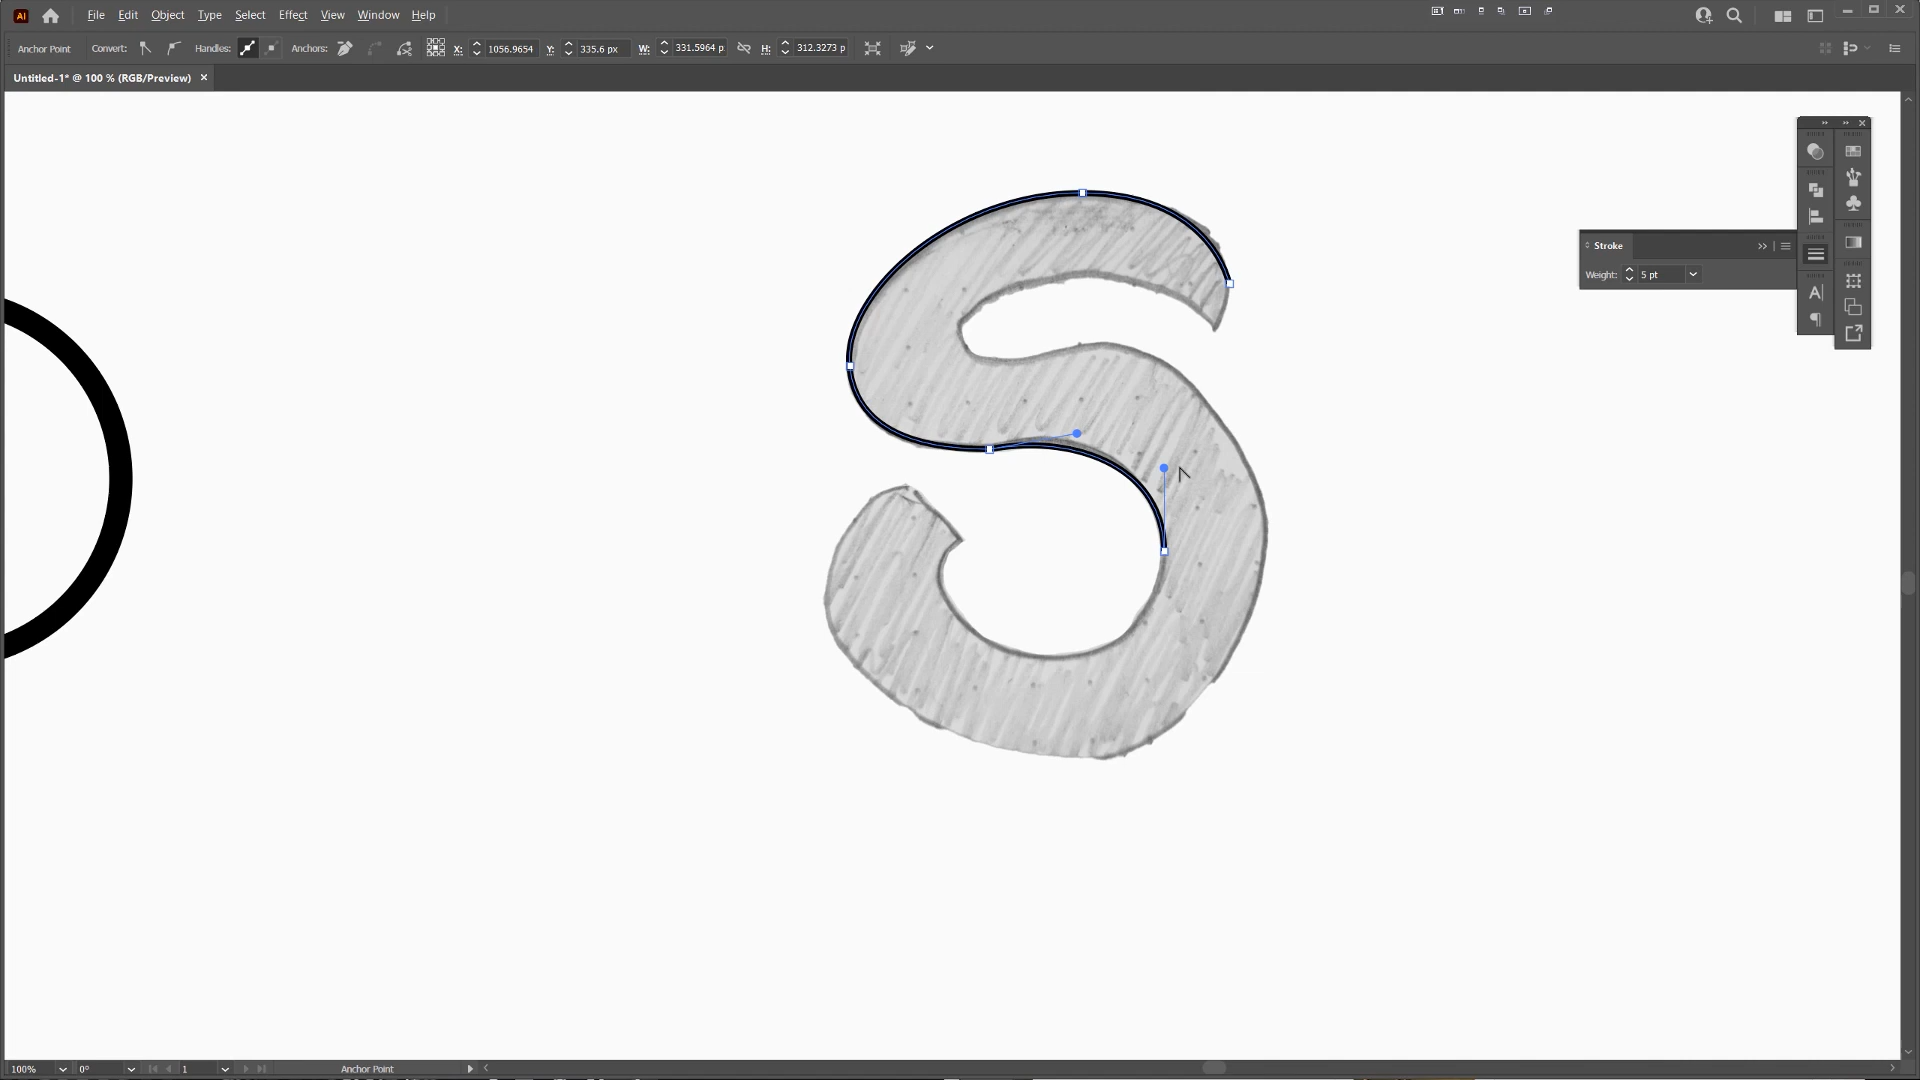 Ai File Edit Object Type Select Effect View Window Help
Anchor Point Convert: Handles: Anchors: X: 1056.9654 Y: 335.6 px W: 331.5964 p H: 312.3273 p
Untitled-1* @ 100 % (RGB/Preview) ×
S
Stroke
Weight: 5 pt
A
100% 0° 1 Anchor Point